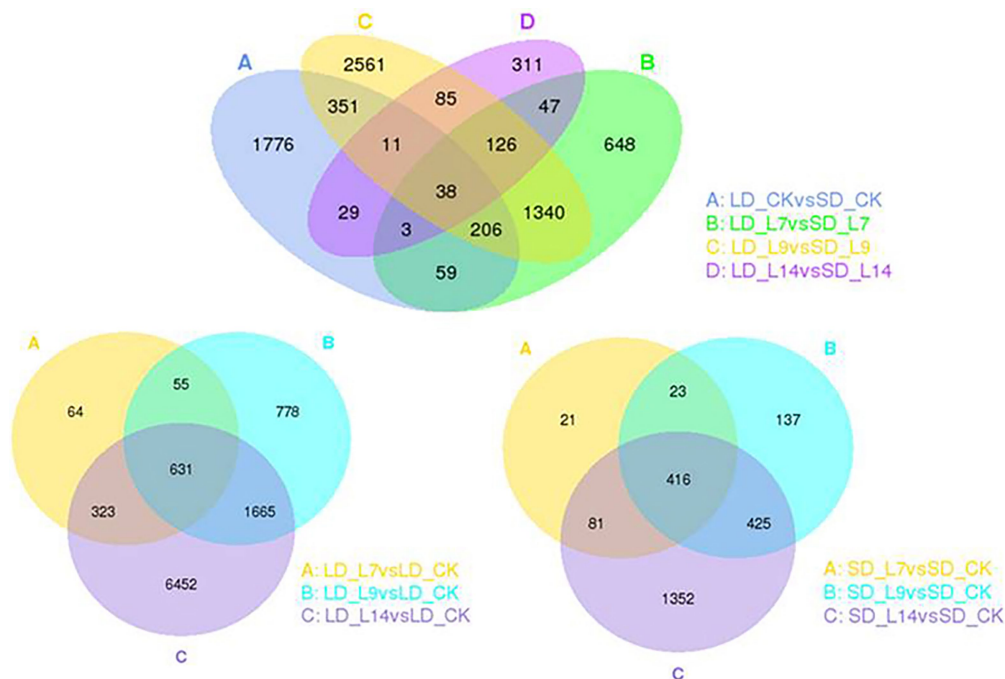 C
D
A
B
2561
311
351
85
47
1776
11
126
648
38
29
3
206
1340
59
A: LD_CKvsSD_CK
B: LD_L7vsSD_L7
C: LD_L9vsSD_L9
D: LD_L14vsSD_L14
A
B
55
64
778
631
323
1665
6452
A: LD_L7vsLD_CK
B: LD_L9vsLD_CK
C: LD_L14vsLD_CK
C
A
B
23
21
137
416
81
425
1352
A: SD_L7vsSD_CK
B: SD_L9vsSD_CK
C: SD_L14vsSD_CK
C